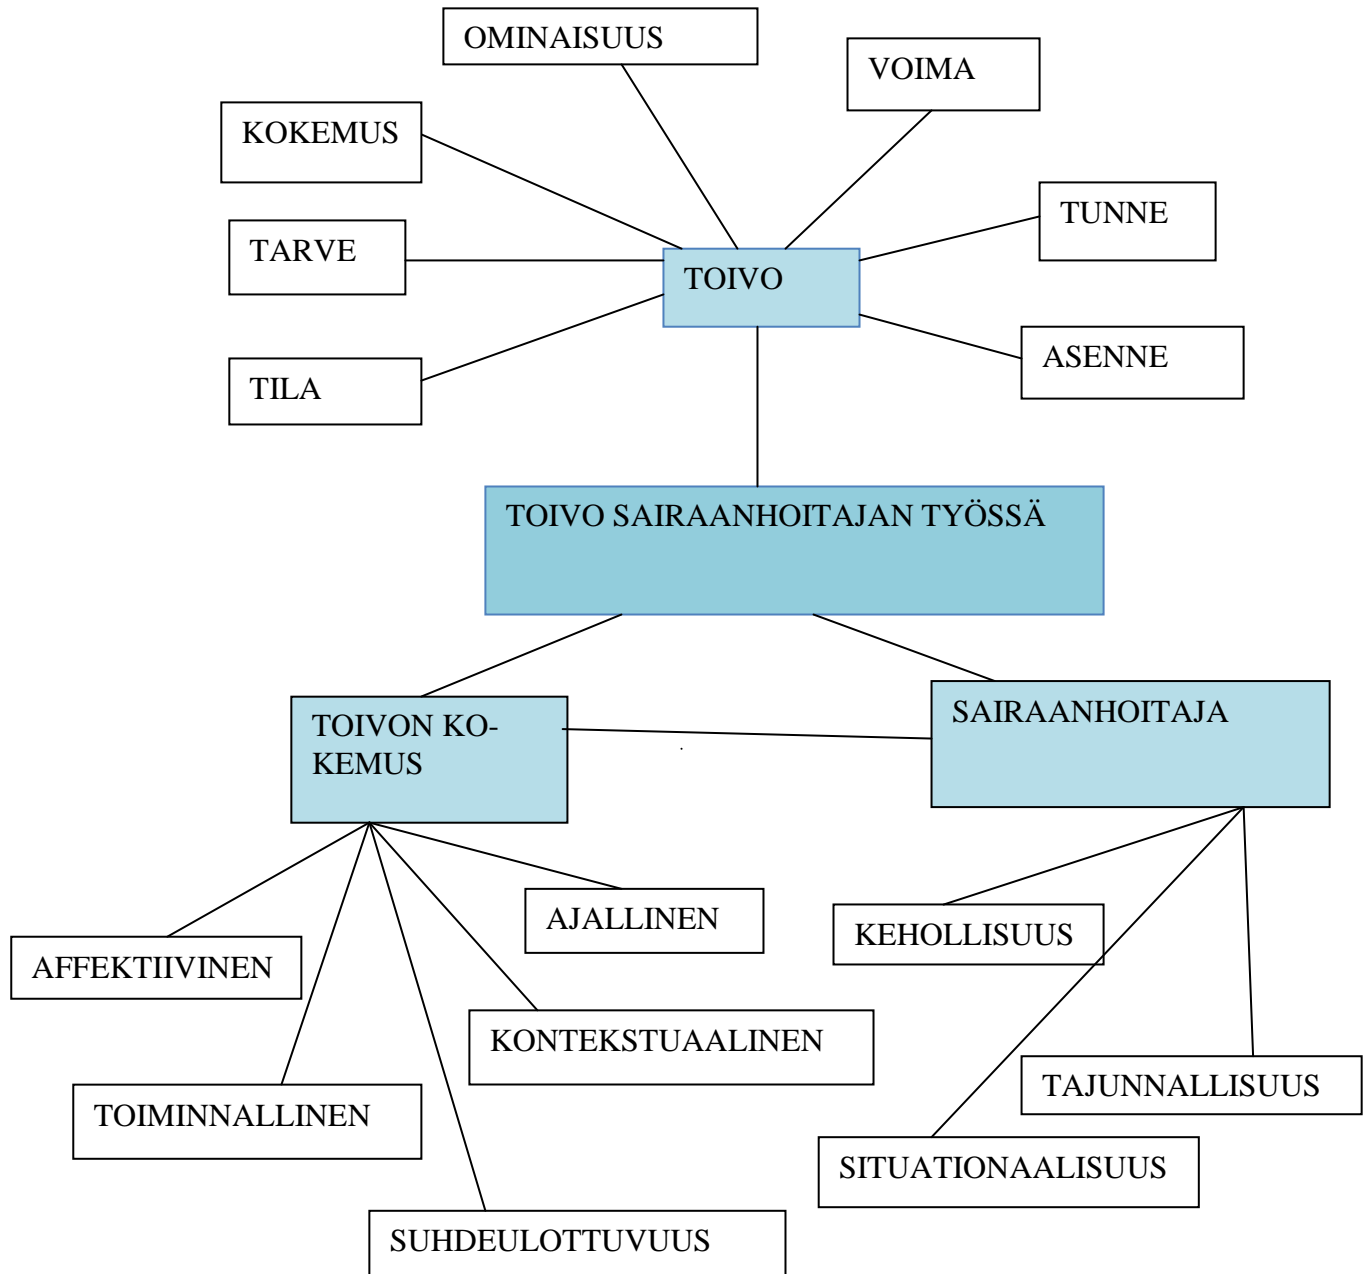 OMINAISUUS
VOIMA
KOKEMUS
TUNNE
TARVE
TOIVO
ASENNE
TILA
TOIVO SAIRAANHOITAJAN TYÖSSÄ
TOIVON KO-
KEMUS
SAIRAANHOITAJA
AJALLINEN
KEHOLLISUUS
AFFEKTIIVINEN
KONTEKSTUAALINEN
TAJUNNALLISUUS
TOIMINNALLINEN
SITUATIONAALISUUS
SUHDEULOTTUVUUS